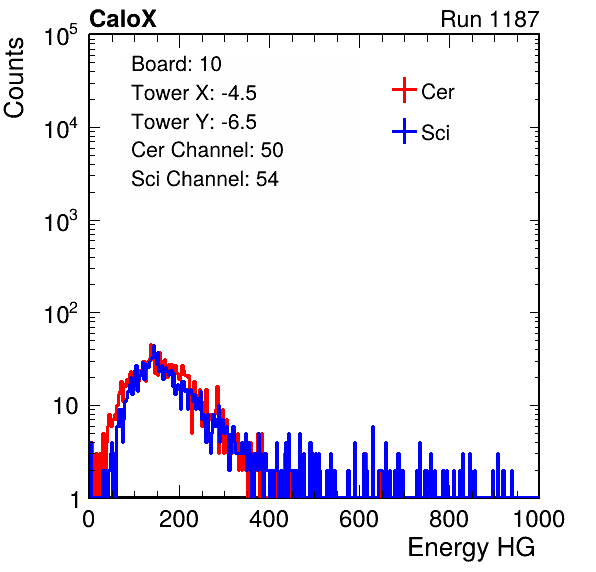 CaloX Run 1187
Board: 10
Tower X: -4.5
Tower Y: -6.5
Cer Channel: 50
Sci Channel: 54
Cer
Sci
Counts
10^5
10^4
10^3
10^2
10
1
0 200 400 600 800 1000
Energy HG